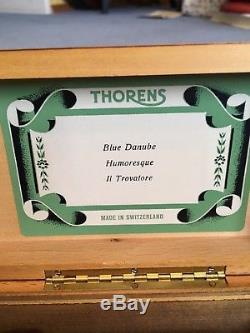 THORENS
Blue Danube
Humoresque
Il Trovatore
MADE IN SWITZERLAND